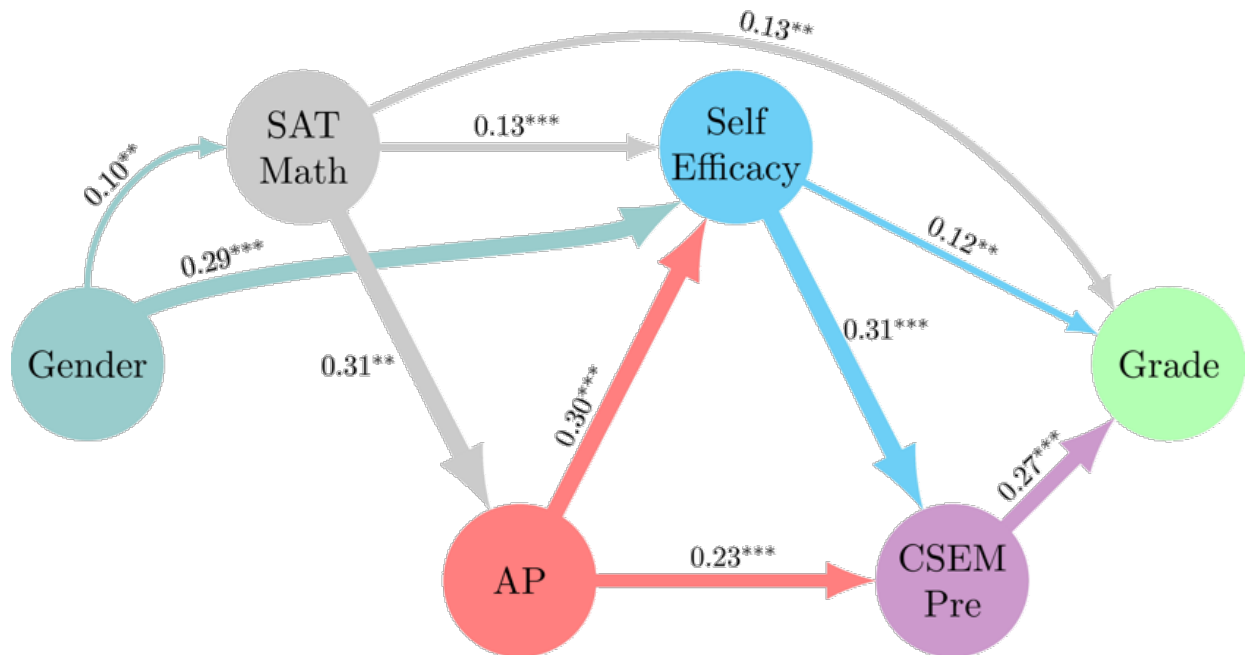 0.13**
SAT
Math
0.13***
Self
Efficacy
0.10**
0.29***
0.12**
Gender
0.31**
0.30***
0.31***
Grade
0.27***
AP
0.23***
CSEM
Pre